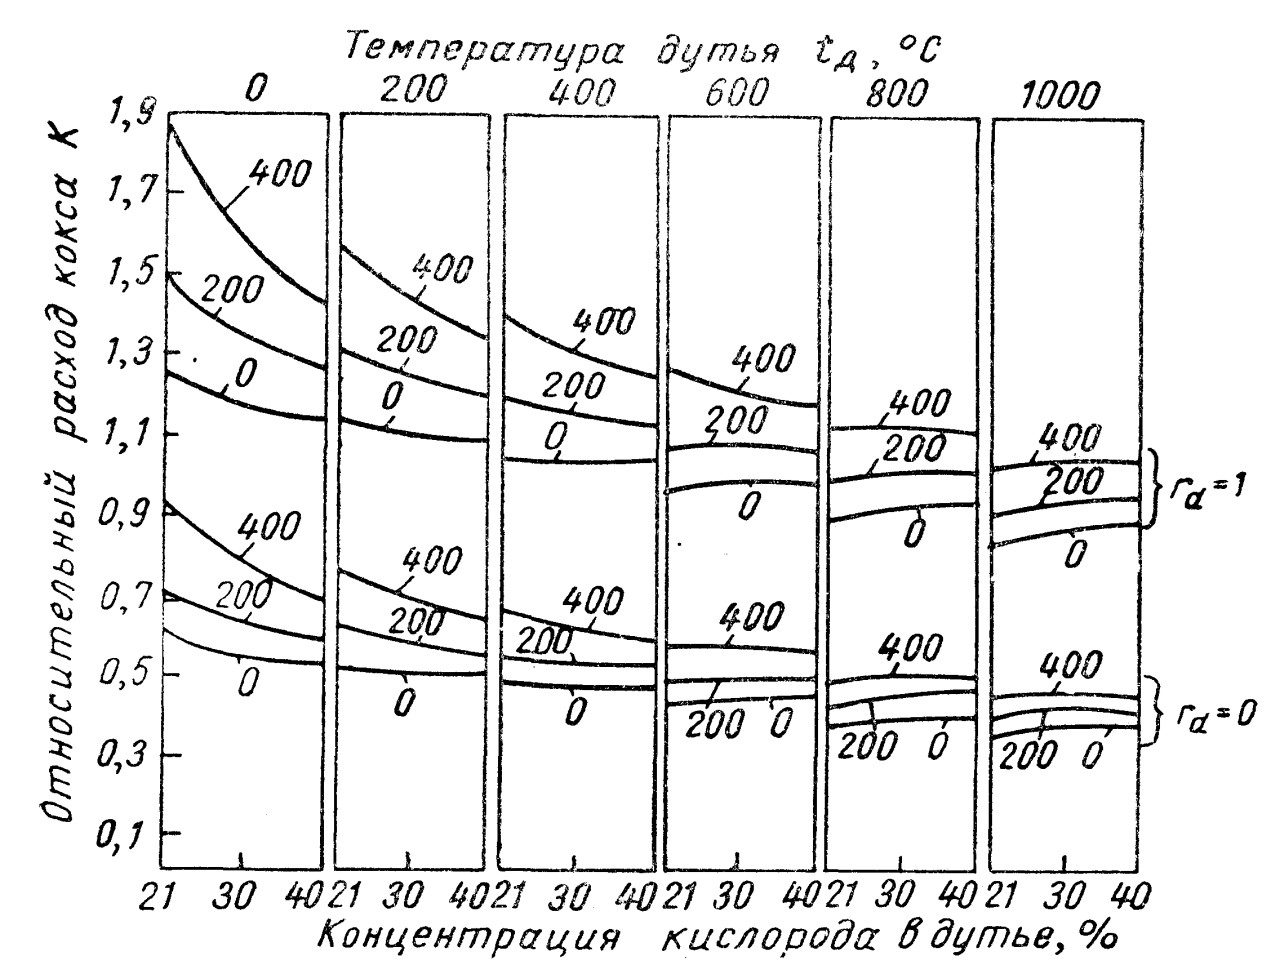 Температура дутья tд, °С
0 200 400 600 800 1000
Относительный расход кокса К
1,9
1,7
1,5
1,3
1,1
0,9
0,7
0,5
0,3
0,1
400 200 0 400 200 0
400 200 0 400 200 0
400 200 0 400 200 0
400 200 0 400 200 0
400 200 0 400 200 0
400 200 0 400 200 0
rd=1
rd=0
21 30 40 21 30 40 21 30 40 21 30 40 21 30 40 21 30 40
Концентрация кислорода в дутье, %